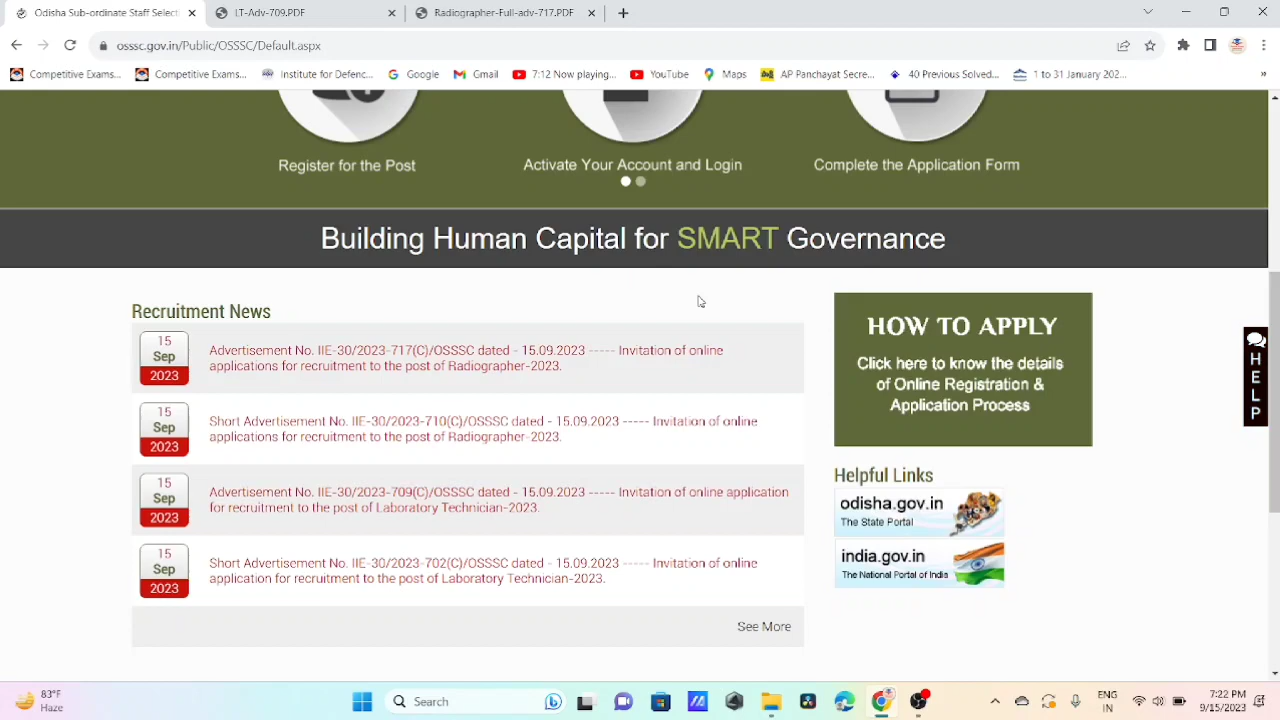 Odisha Sub-ordinate Staff Select
LT-Adv-709.PDF
Radiographer-Full-adv-717.PDF
osssc.gov.in/Public/OSSSC/Default.aspx
Competitive Exams...
Competitive Exams...
Institute for Defenc...
Google
Gmail
7:12 Now playing...
YouTube
Maps
AP Panchayat Secre...
40 Previous Solved...
1 to 31 January 202...
Register for the Post
Activate Your Account and Login
Complete the Application Form
Building Human Capital for SMART Governance
Recruitment News
15
Sep
2023
Advertisement No. IIE-30/2023-717(C)/OSSSC dated - 15.09.2023 ----- Invitation of online
applications for recruitment to the post of Radiographer-2023.
15
Sep
2023
Short Advertisement No. IIE-30/2023-710(C)/OSSSC dated - 15.09.2023 ----- Invitation of online
applications for recruitment to the post of Radiographer-2023.
15
Sep
2023
Advertisement No. IIE-30/2023-709(C)/OSSSC dated - 15.09.2023 ----- Invitation of online application
for recruitment to the post of Laboratory Technician-2023.
15
Sep
2023
Short Advertisement No. IIE-30/2023-702(C)/OSSSC dated - 15.09.2023 ----- Invitation of online
application for recruitment to the post of Laboratory Technician-2023.
See More
HOW TO APPLY
Click here to know the details
of Online Registration &
Application Process
Helpful Links
odisha.gov.in
The State Portal
india.gov.in
The National Portal of India
HELP
83°F
Haze
Search
ENG
IN
7:22 PM
9/15/2023